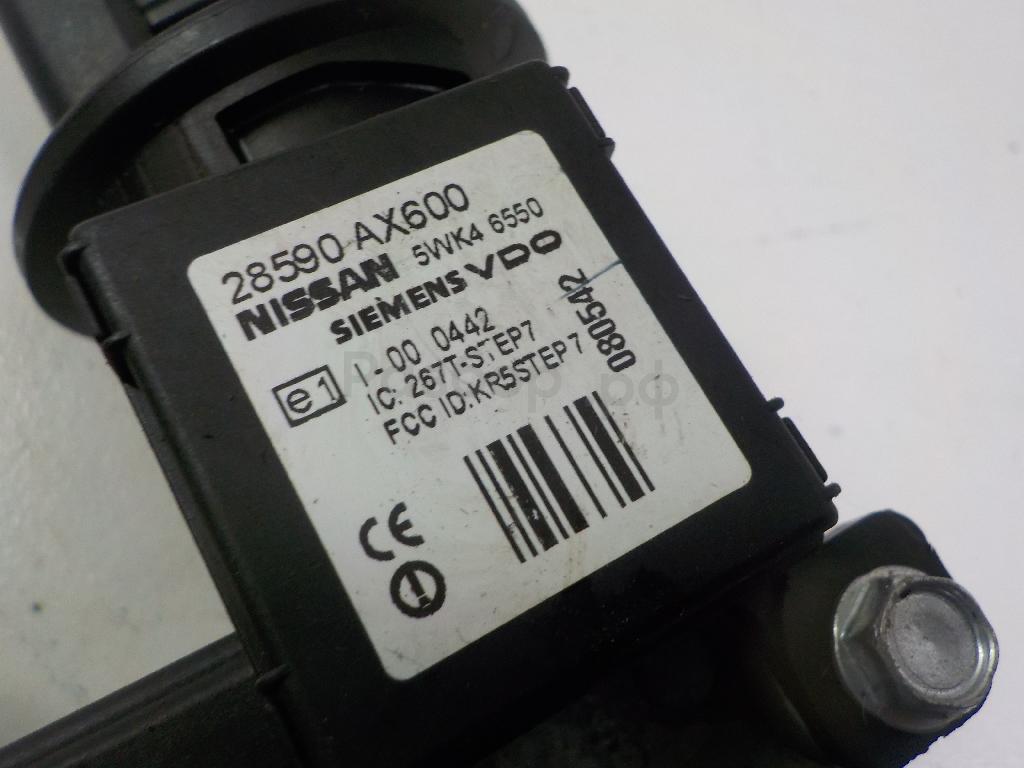 28590 AX600
NISSAN 5WK4 6550
SIEMENS VDO
e1 I-00 0442
IC: 267T-STEP7
FCC ID:KR5STEP7
080542
CE